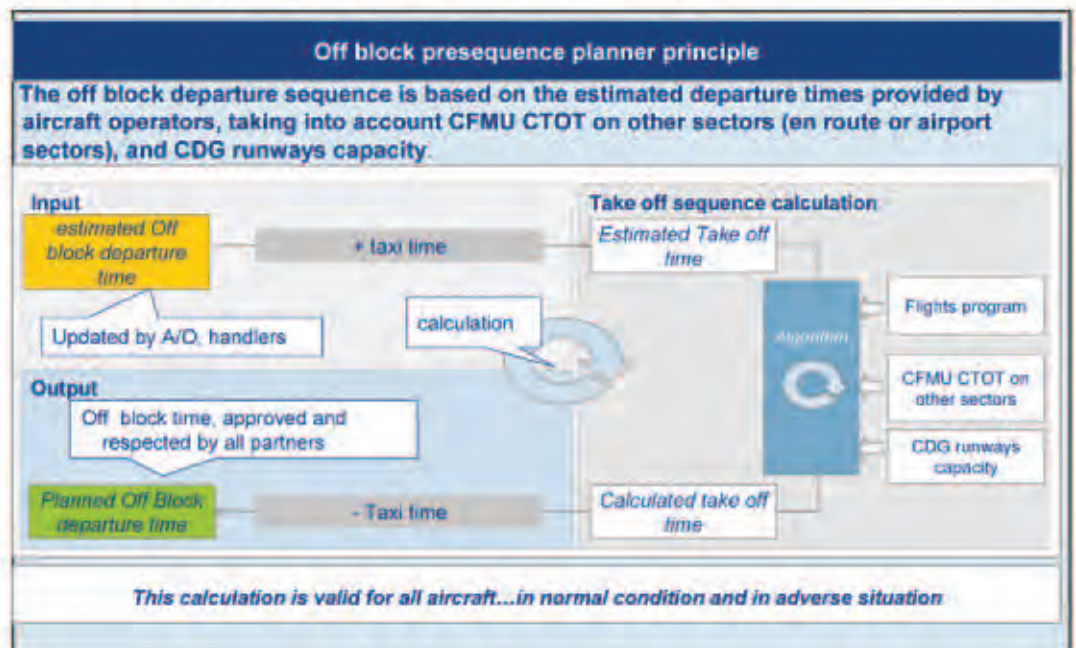 Off block presequence planner principle
The off block departure sequence is based on the estimated departure times provided by
aircraft operators, taking into account CFMU CTOT on other sectors (en route or airport
sectors), and CDG runways capacity.
Input
estimated Off
block departure
time
+ taxi time
Take off sequence calculation
Estimated Take off
time
Updated by A/O, handlers
calculation
Algorithm
Flights program
CFMU CTOT on
other sectors
CDG runways
capacity
Output
Off block time, approved and
respected by all partners
Planned Off Block
departure time
- Taxi time
Calculated take off
time
This calculation is valid for all aircraft...in normal condition and in adverse situation